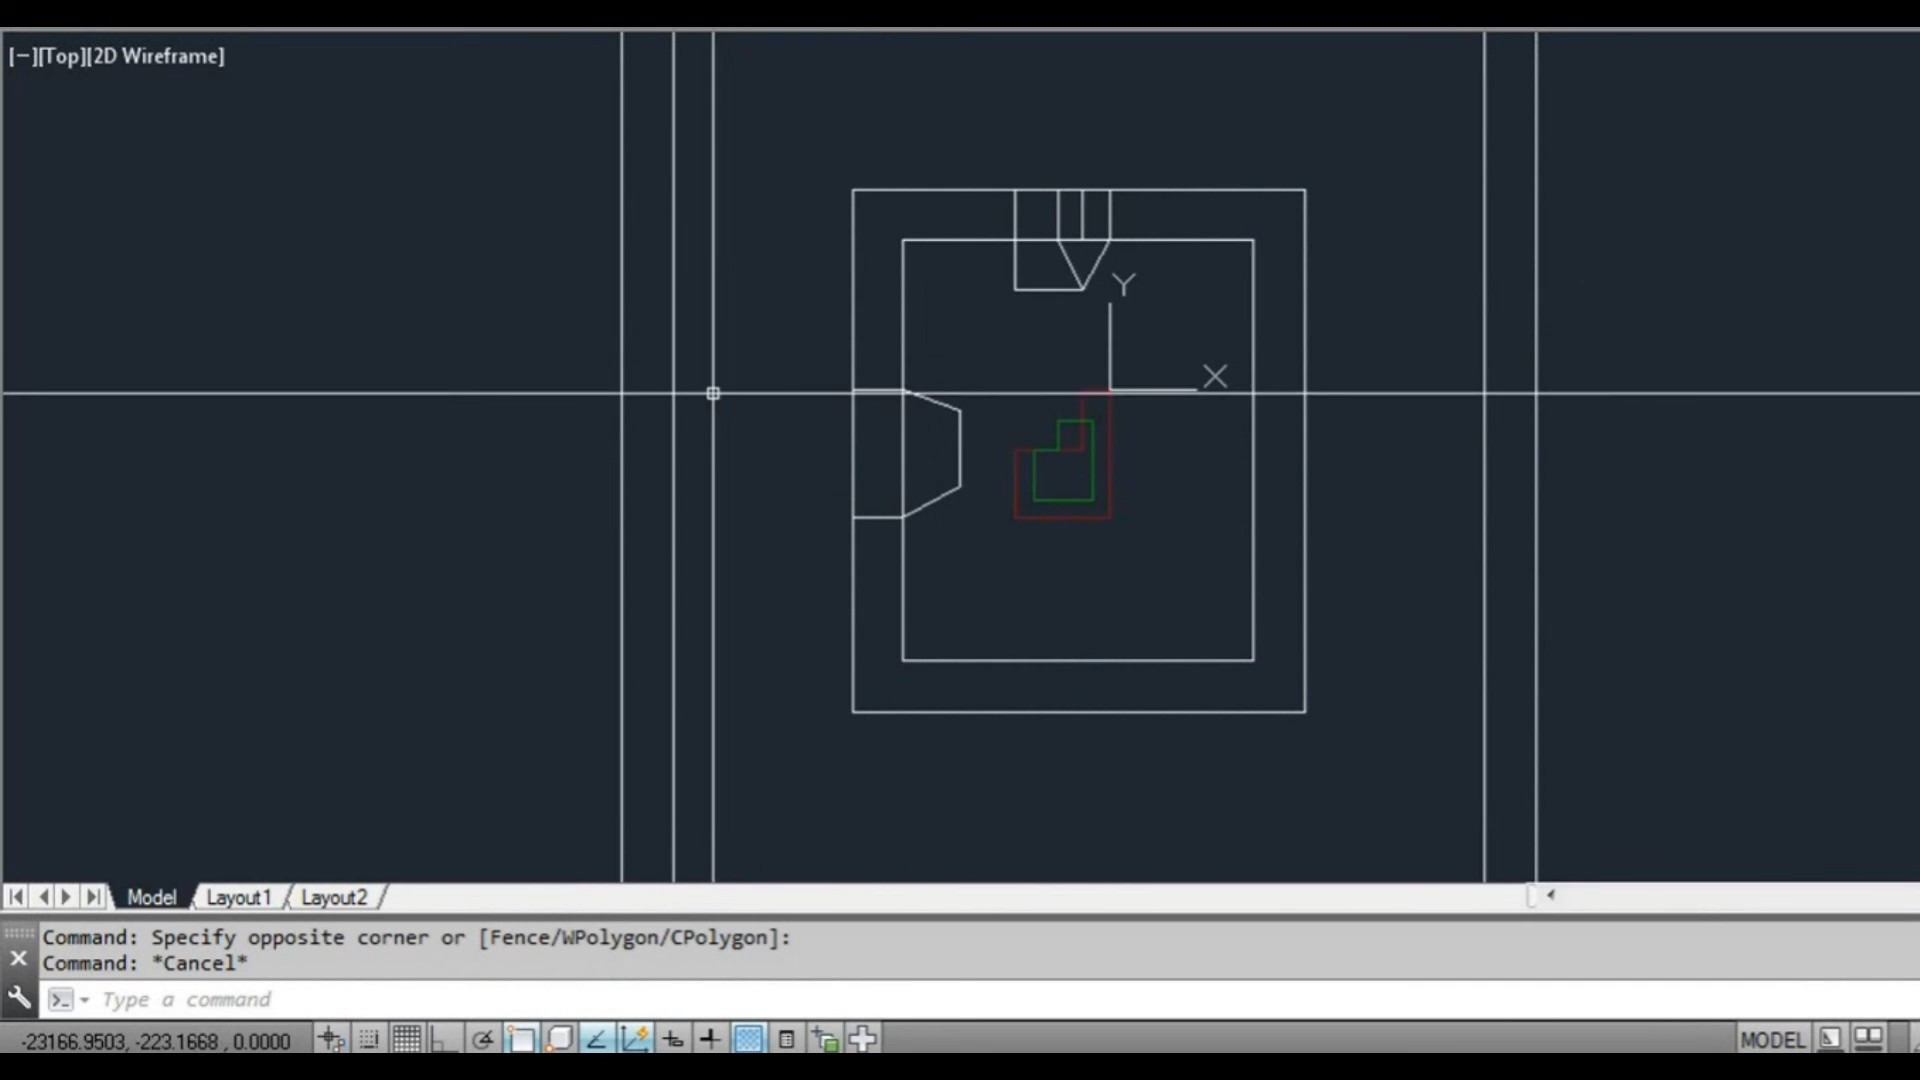 [−][Top][2D Wireframe]
Y
X
Model Layout1 Layout2
Command: Specify opposite corner or [Fence/WPolygon/CPolygon]:
Command: *Cancel*
Type a command
-23166.9503, -223.1668 , 0.0000 MODEL